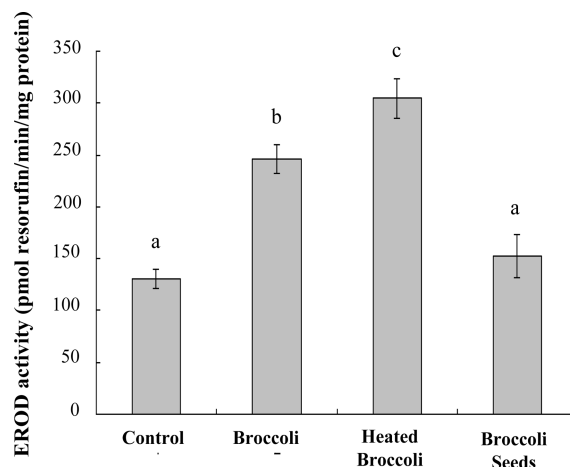 EROD activity (pmol resorufin/min/mg protein)
350
300
250
200
150
100
50
0
a
b
c
a
Control
Broccoli
Heated
Broccoli
Broccoli
Seeds